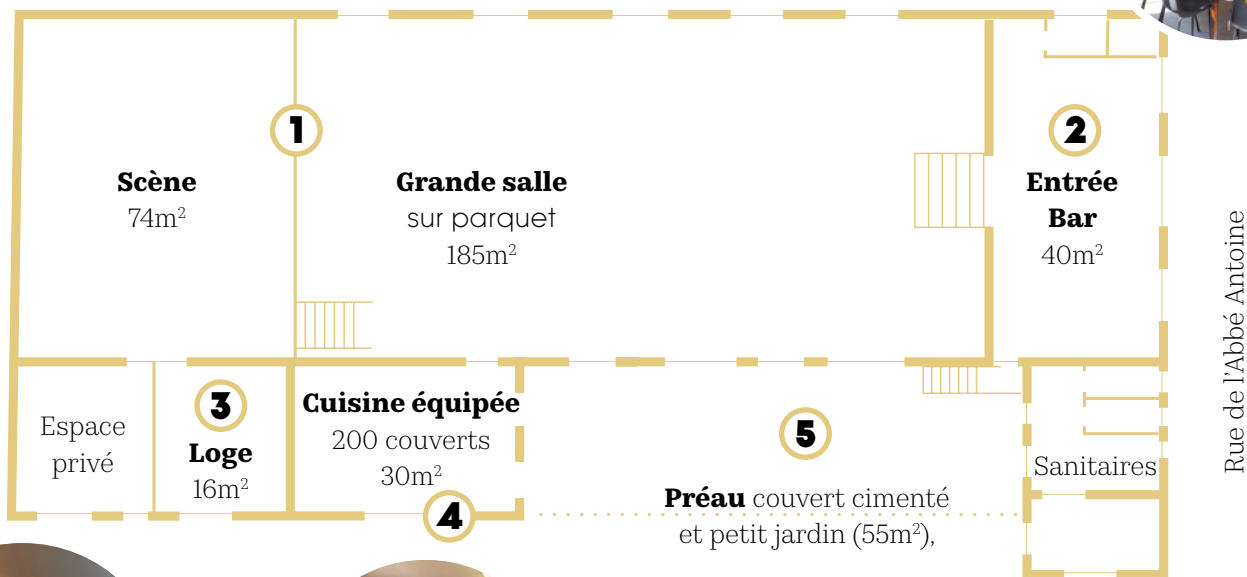 1
Scène
74m²
Grande salle
sur parquet
185m²
2
Entrée
Bar
40m²
Rue de l'Abbé Antoine
Espace
privé
3
Loge
16m²
Cuisine équipée
200 couverts
30m²
4
5
Préau couvert cimenté
et petit jardin (55m²),
Sanitaires